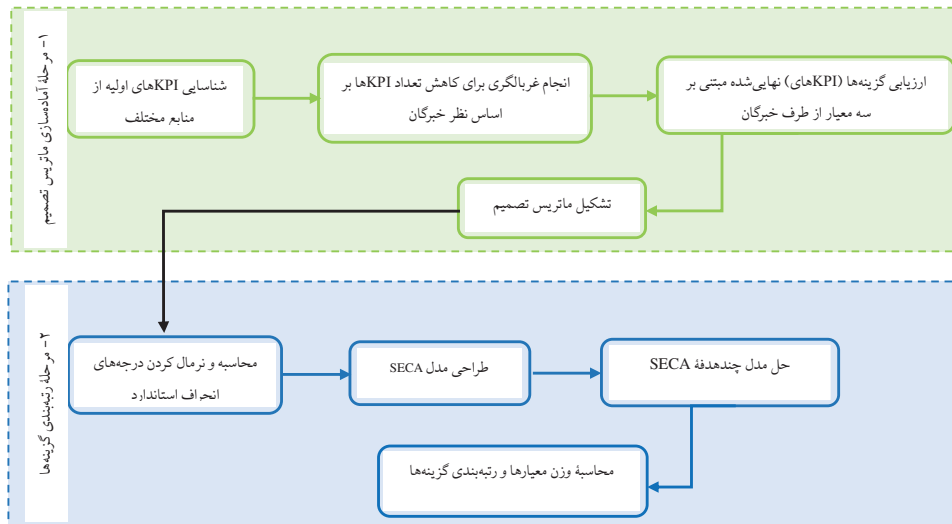 ۱- مرحلهٔ آماده‌سازی ماتریس تصمیم
شناسایی KPIهای اولیه از
منابع مختلف
انجام غربالگری برای کاهش تعداد KPIها بر
اساس نظر خبرگان
ارزیابی گزینه‌ها (KPIهای) نهایی‌شده مبتنی بر
سه معیار از طرف خبرگان
تشکیل ماتریس تصمیم
۲- مرحلهٔ رتبه‌بندی گزینه‌ها
محاسبه و نرمال کردن درجه‌های
انحراف استاندارد
طراحی مدل SECA
حل مدل چندهدفهٔ SECA
محاسبهٔ وزن معیارها و رتبه‌بندی گزینه‌ها